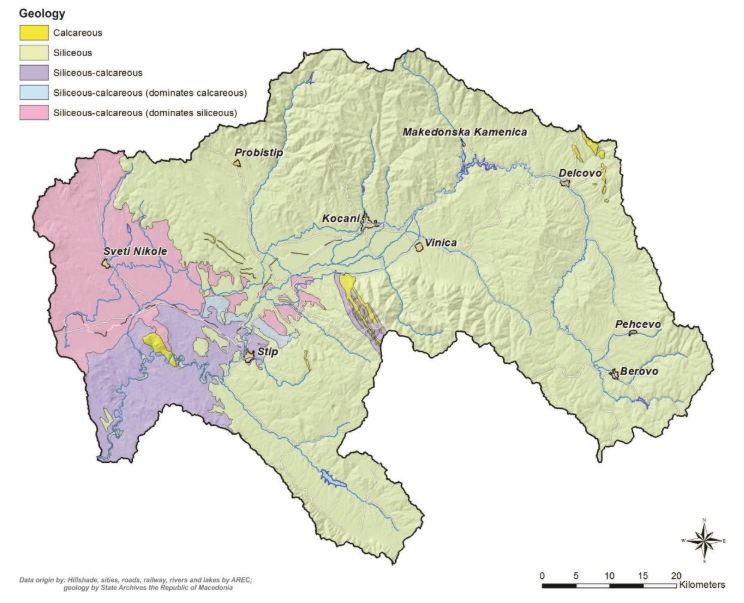 Geology
Calcareous
Siliceous
Siliceous-calcareous
Siliceous-calcareous (dominates calcareous)
Siliceous-calcareous (dominates siliceous)
Makedonska Kamenica
Probistip
Delcovo
Kocani
Vinica
Sveti Nikole
Pehcevo
Stip
Berovo
N
W E
S
0 5 10 15 20
Kilometers
Data origin by: Hillshade, sities, roads, railway, rivers and lakes by AREC;
geology by State Archives the Republic of Macedonia